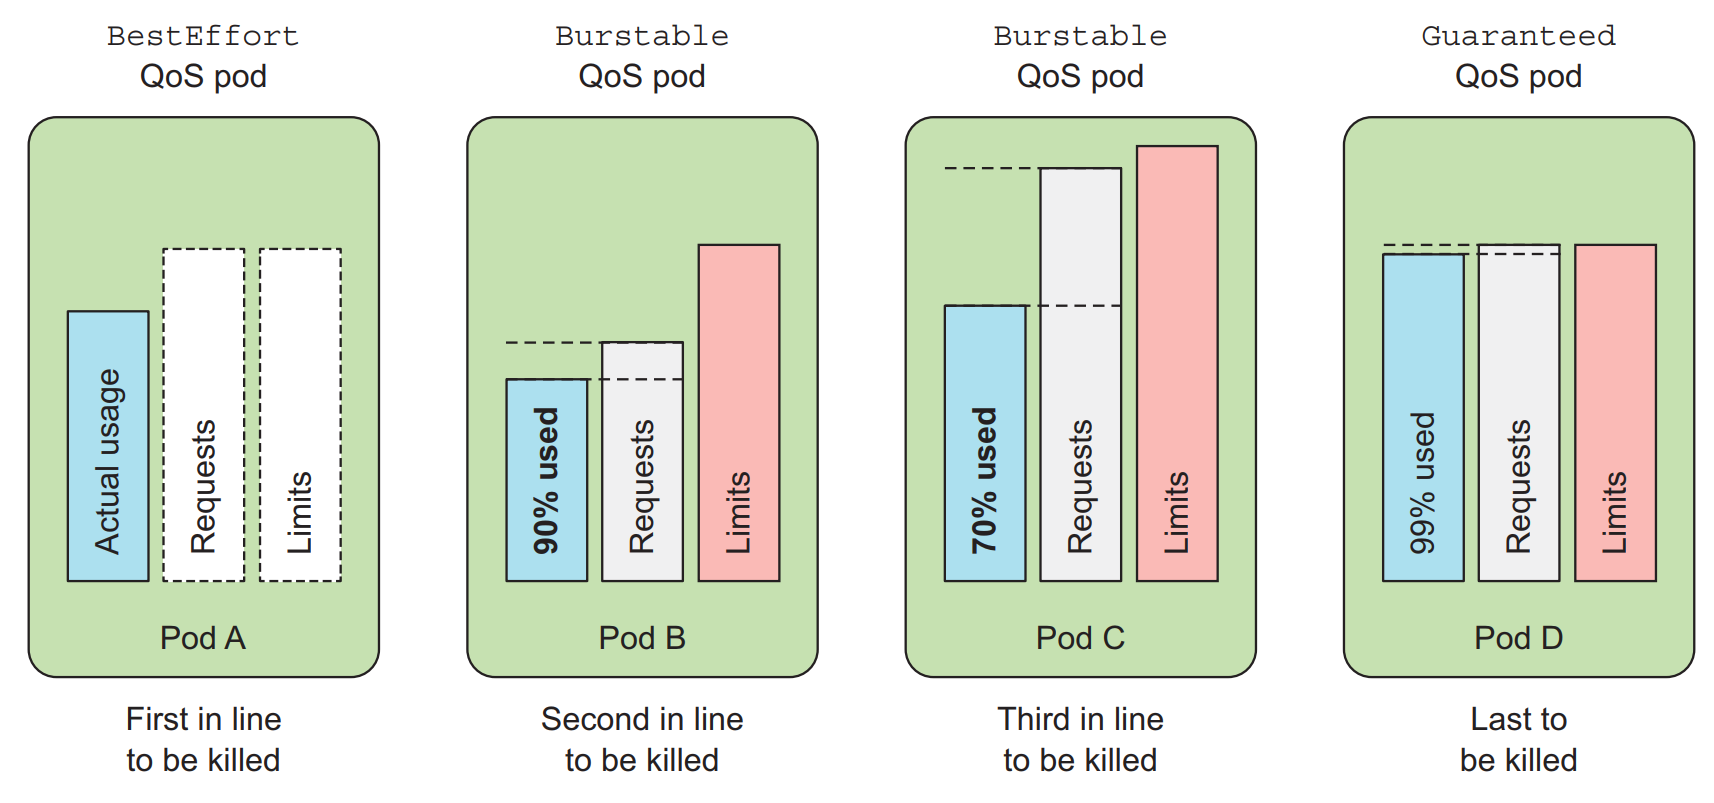 BestEffort
QoS pod
Actual usage
Requests
Limits
Pod A
First in line
to be killed
Burstable
QoS pod
90% used
Requests
Limits
Pod B
Second in line
to be killed
Burstable
QoS pod
70% used
Requests
Limits
Pod C
Third in line
to be killed
Guaranteed
QoS pod
99% used
Requests
Limits
Pod D
Last to
be killed